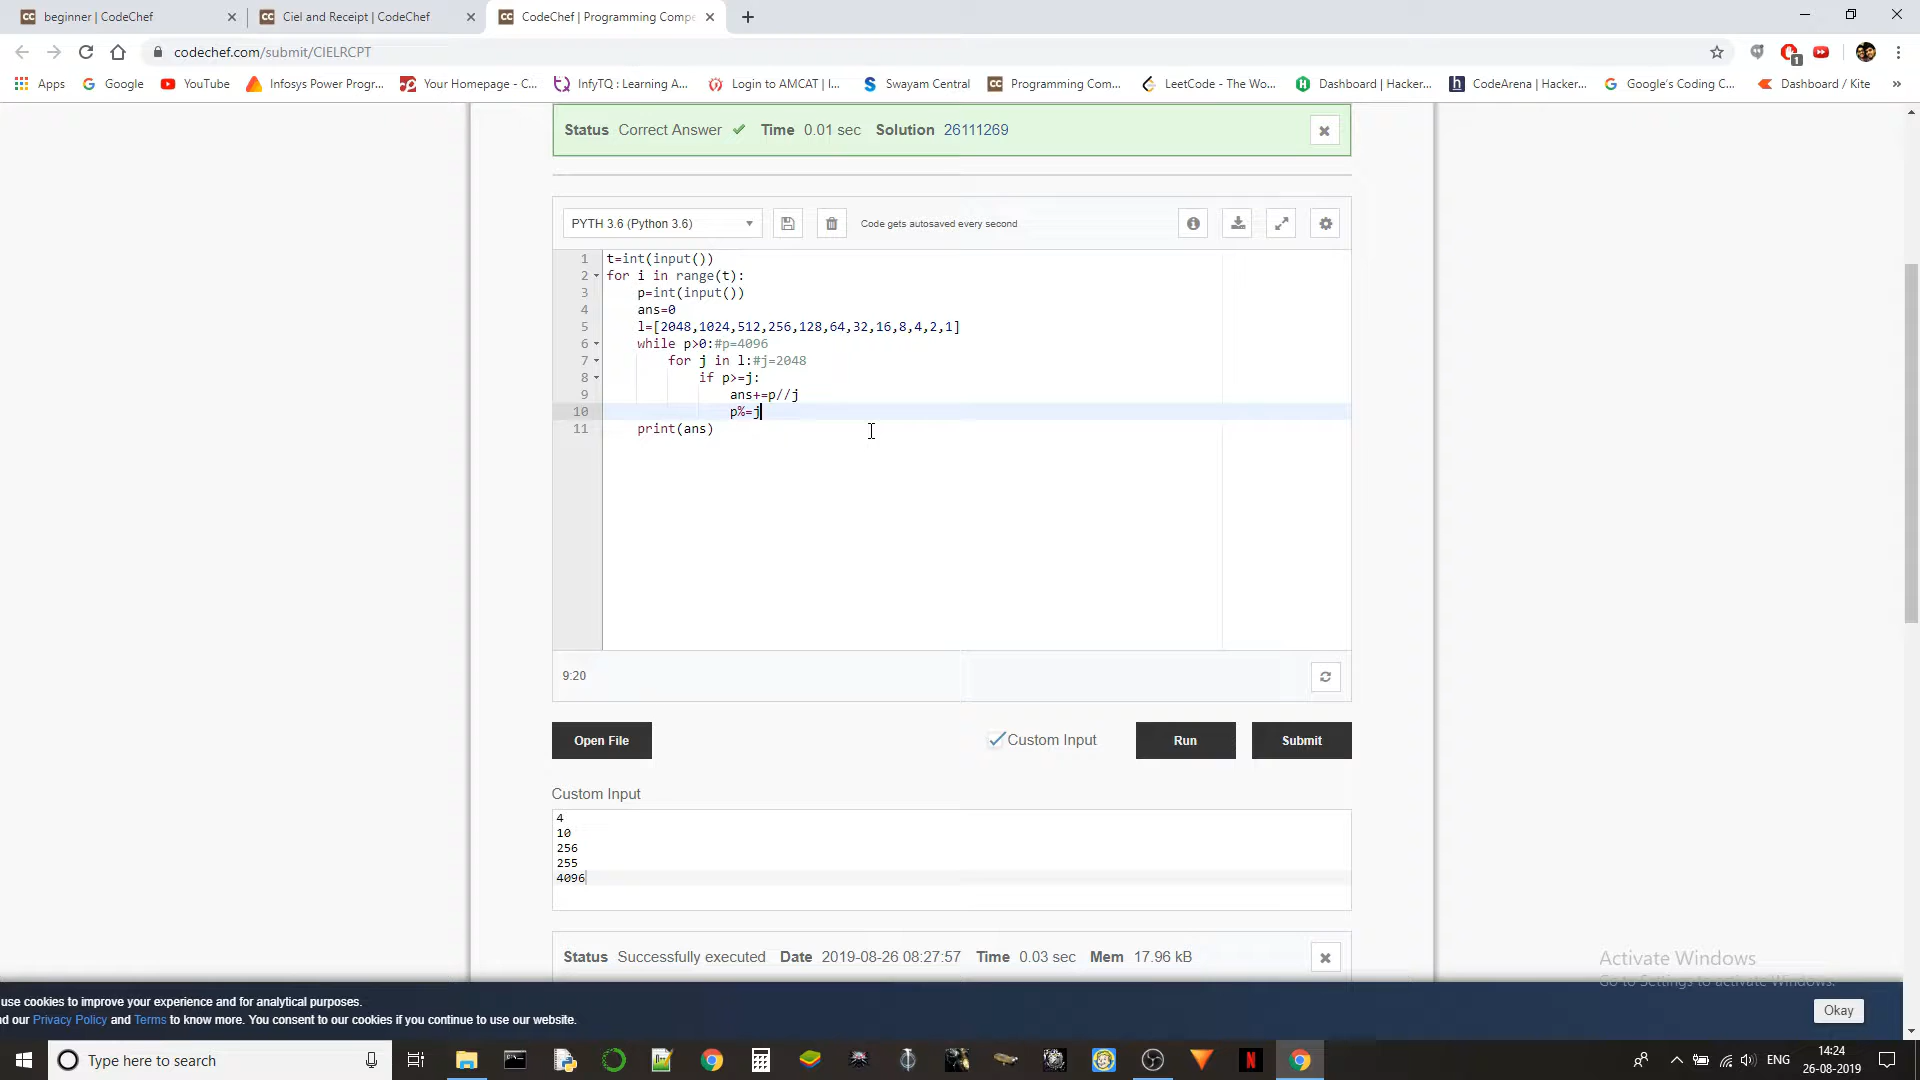 beginner | CodeChef
Ciel and Receipt | CodeChef
CodeChef | Programming Compe
codechef.com/submit/CIELRCPT
Apps
Google
YouTube
Infosys Power Progr...
Your Homepage - C...
InfyTQ : Learning A...
Login to AMCAT | I...
Swayam Central
Programming Com...
LeetCode - The Wo...
Dashboard | Hacker...
CodeArena | Hacker...
Google's Coding C...
Dashboard / Kite
Status Correct Answer Time 0.01 sec Solution 26111269
PYTH 3.6 (Python 3.6)
Code gets autosaved every second
1 t=int(input())
2 for i in range(t):
3 p=int(input())
4 ans=0
5 l=[2048,1024,512,256,128,64,32,16,8,4,2,1]
6 while p>0:#p=4096
7 for j in l:#j=2048
8 if p>=j:
9 ans+=p//j
10 p%=j
11 print(ans)
9:20
Open File
Custom Input
Run
Submit
Custom Input
4
10
256
255
4096
Status Successfully executed Date 2019-08-26 08:27:57 Time 0.03 sec Mem 17.96 kB
Activate Windows
Go to Settings to activate Windows.
use cookies to improve your experience and for analytical purposes.
d our Privacy Policy and Terms to know more. You consent to our cookies if you continue to use our website.
Okay
Type here to search
ENG
14:24
26-08-2019